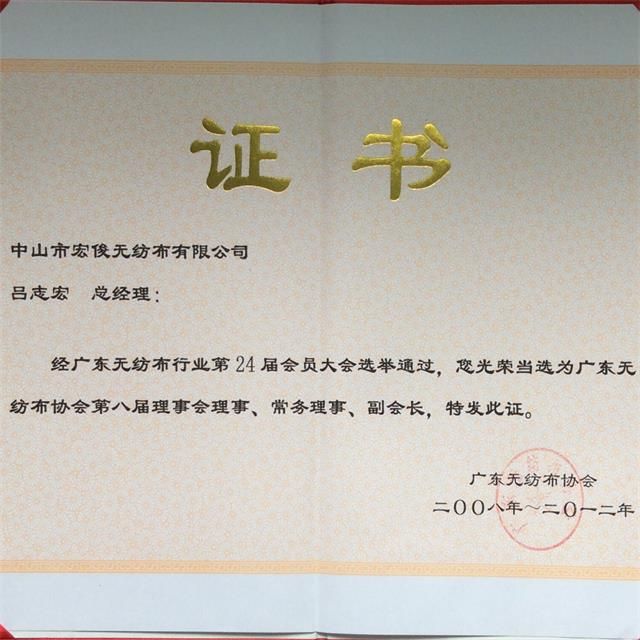 证书
中山市宏俊无纺布有限公司
吕志宏 总经理：
经广东无纺布行业第24届会员大会选举通过，您光荣当选为广东无
纺布协会第八届理事会理事、常务理事、副会长，特发此证。
广东无纺布协会
二〇〇八年～二〇一二年